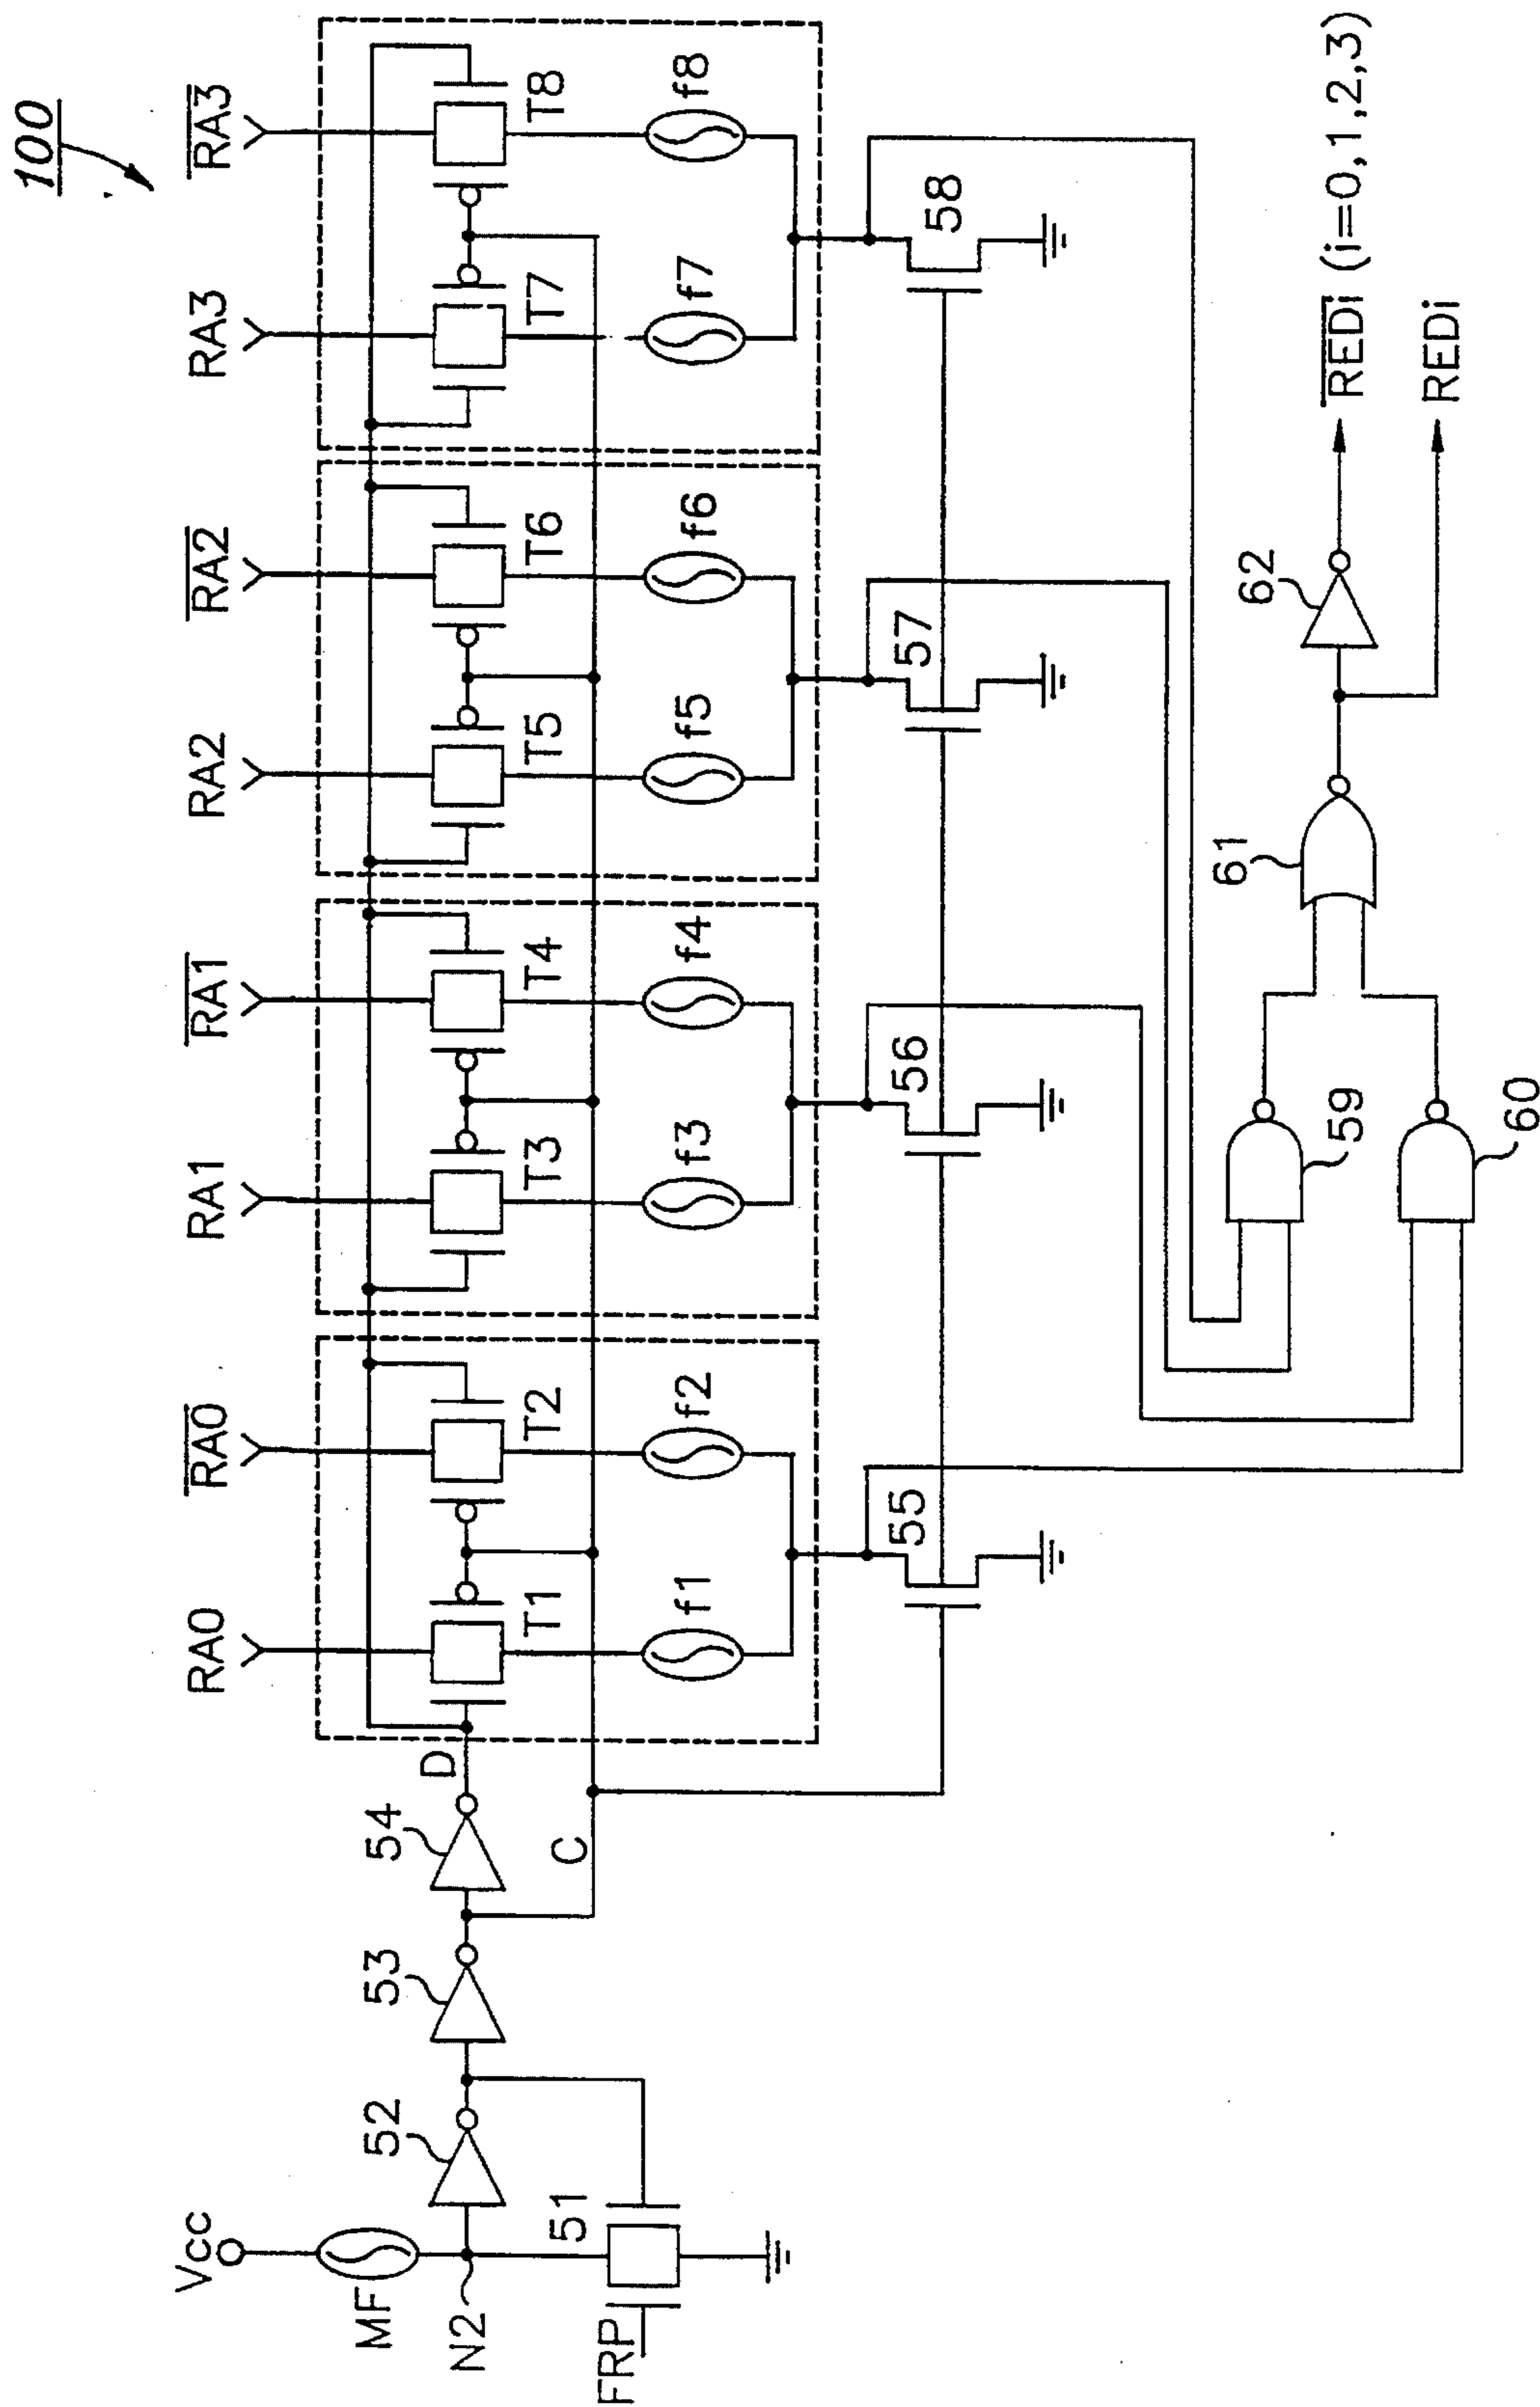 100
RA0
RA0
RA1
RA1
RA2
RA2
RA3
RA3
Vcc
MF
N2
FRP
51
52
53
54
D
C
T1
T2
T3
T4
T5
T6
T7
T8
f1
f2
f3
f4
f5
f6
f7
f8
55
56
57
58
59
60
61
62
REDi (i=0,1,2,3)
REDi